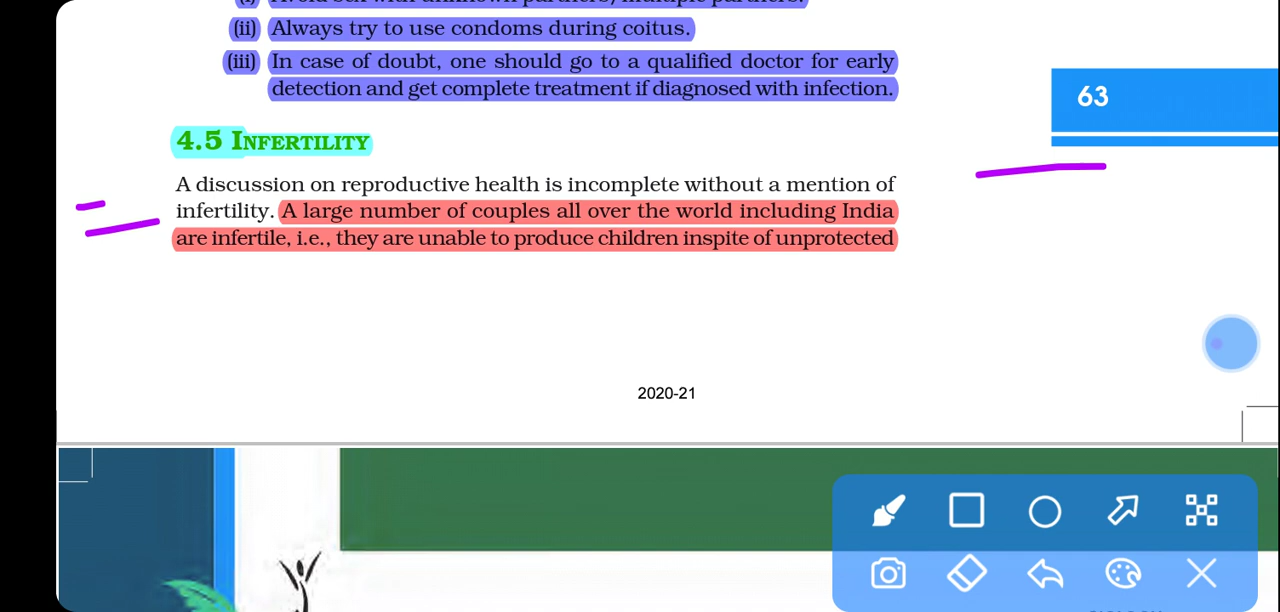 (ii) Always try to use condoms during coitus.
(iii) In case of doubt, one should go to a qualified doctor for early
detection and get complete treatment if diagnosed with infection.
63
4.5 INFERTILITY
A discussion on reproductive health is incomplete without a mention of
infertility. A large number of couples all over the world including India
are infertile, i.e., they are unable to produce children inspite of unprotected
2020-21